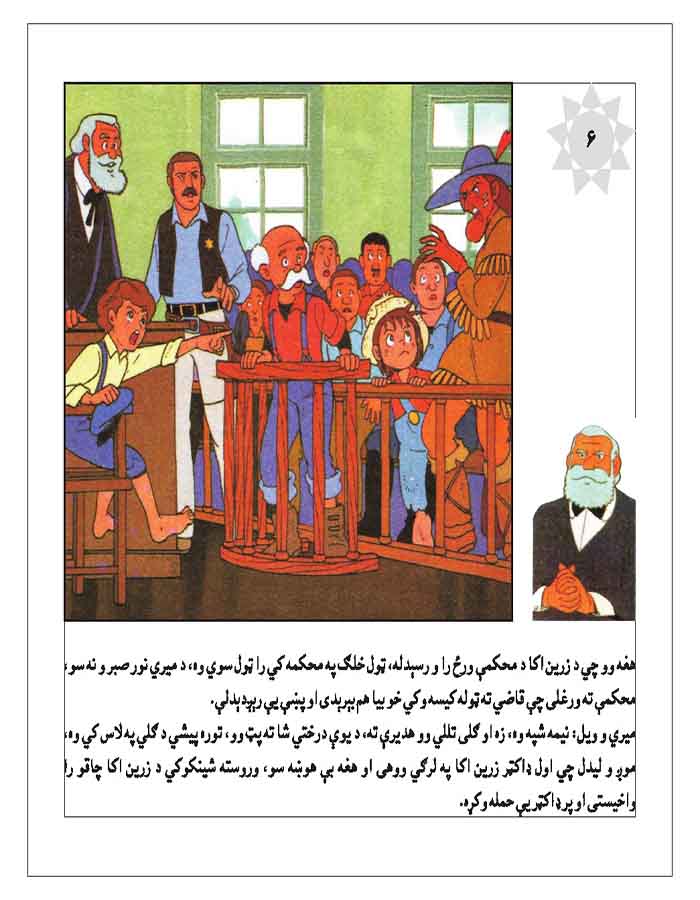 ۶
هغه وو چي د زرين اکا د محکمې ورځ را و رسېدله، ټول خلګ په محکمه کي را ټول سوي وه، د ميري نور صبر و نه سو،
محکمې ته ورغلی چي قاضي ته ټوله کيسه وکي خو بيا هم بېرېدی او پښې يې رېږدېدلې.
ميري و ويل: نيمه شپه وه، زه او ګلی تللي وو هديرې ته، د يوې درختي شا ته پټ وو، توره پيشي د ګلي په لاس کي وه،
موږ و ليدل چي اول ډاکټر زرين اکا په لرګي ووهی او هغه بې هوښه سو، وروسته شينکوکي د زرين اکا چاقو را
واخيستی او پر ډاکټر يې حمله وکړه.